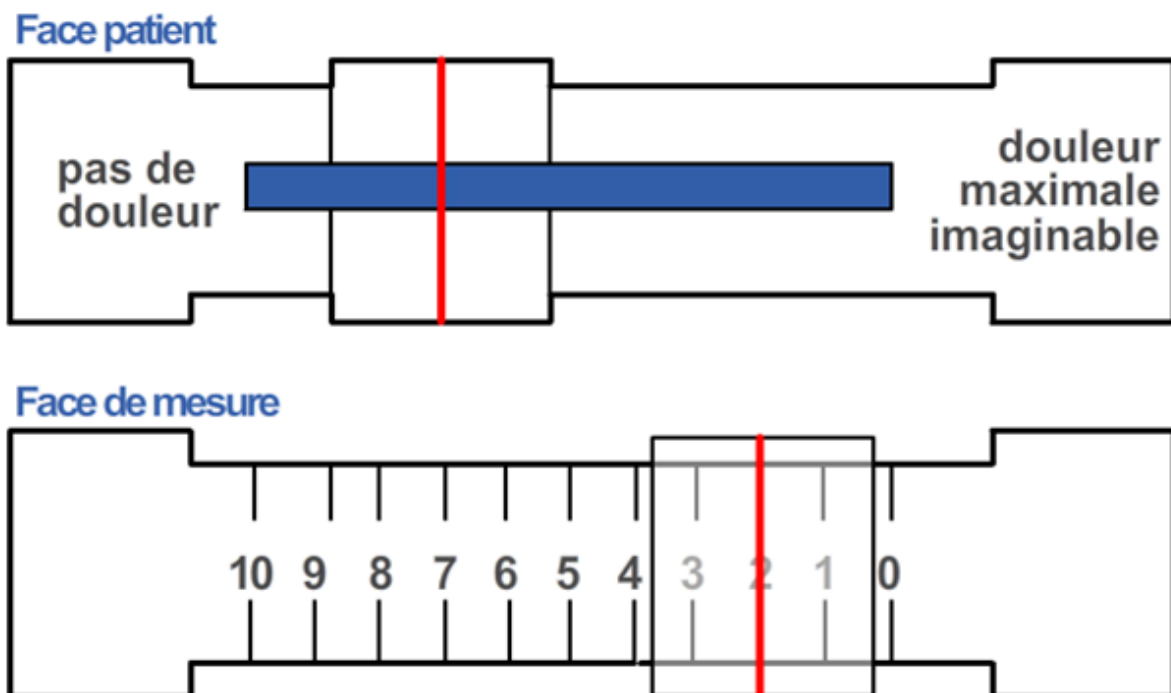 Face patient
pas de
douleur
douleur
maximale
imaginable
Face de mesure
10 9 8 7 6 5 4 3 2 1 0